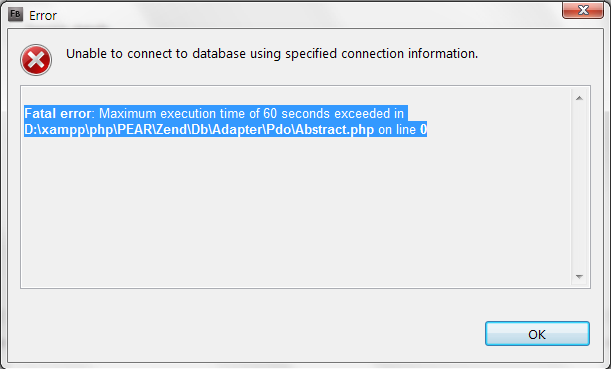 FB Error
Unable to connect to database using specified connection information.
Fatal error: Maximum execution time of 60 seconds exceeded in
D:\xampp\php\PEAR\Zend\Db\Adapter\Pdo\Abstract.php on line 0
OK